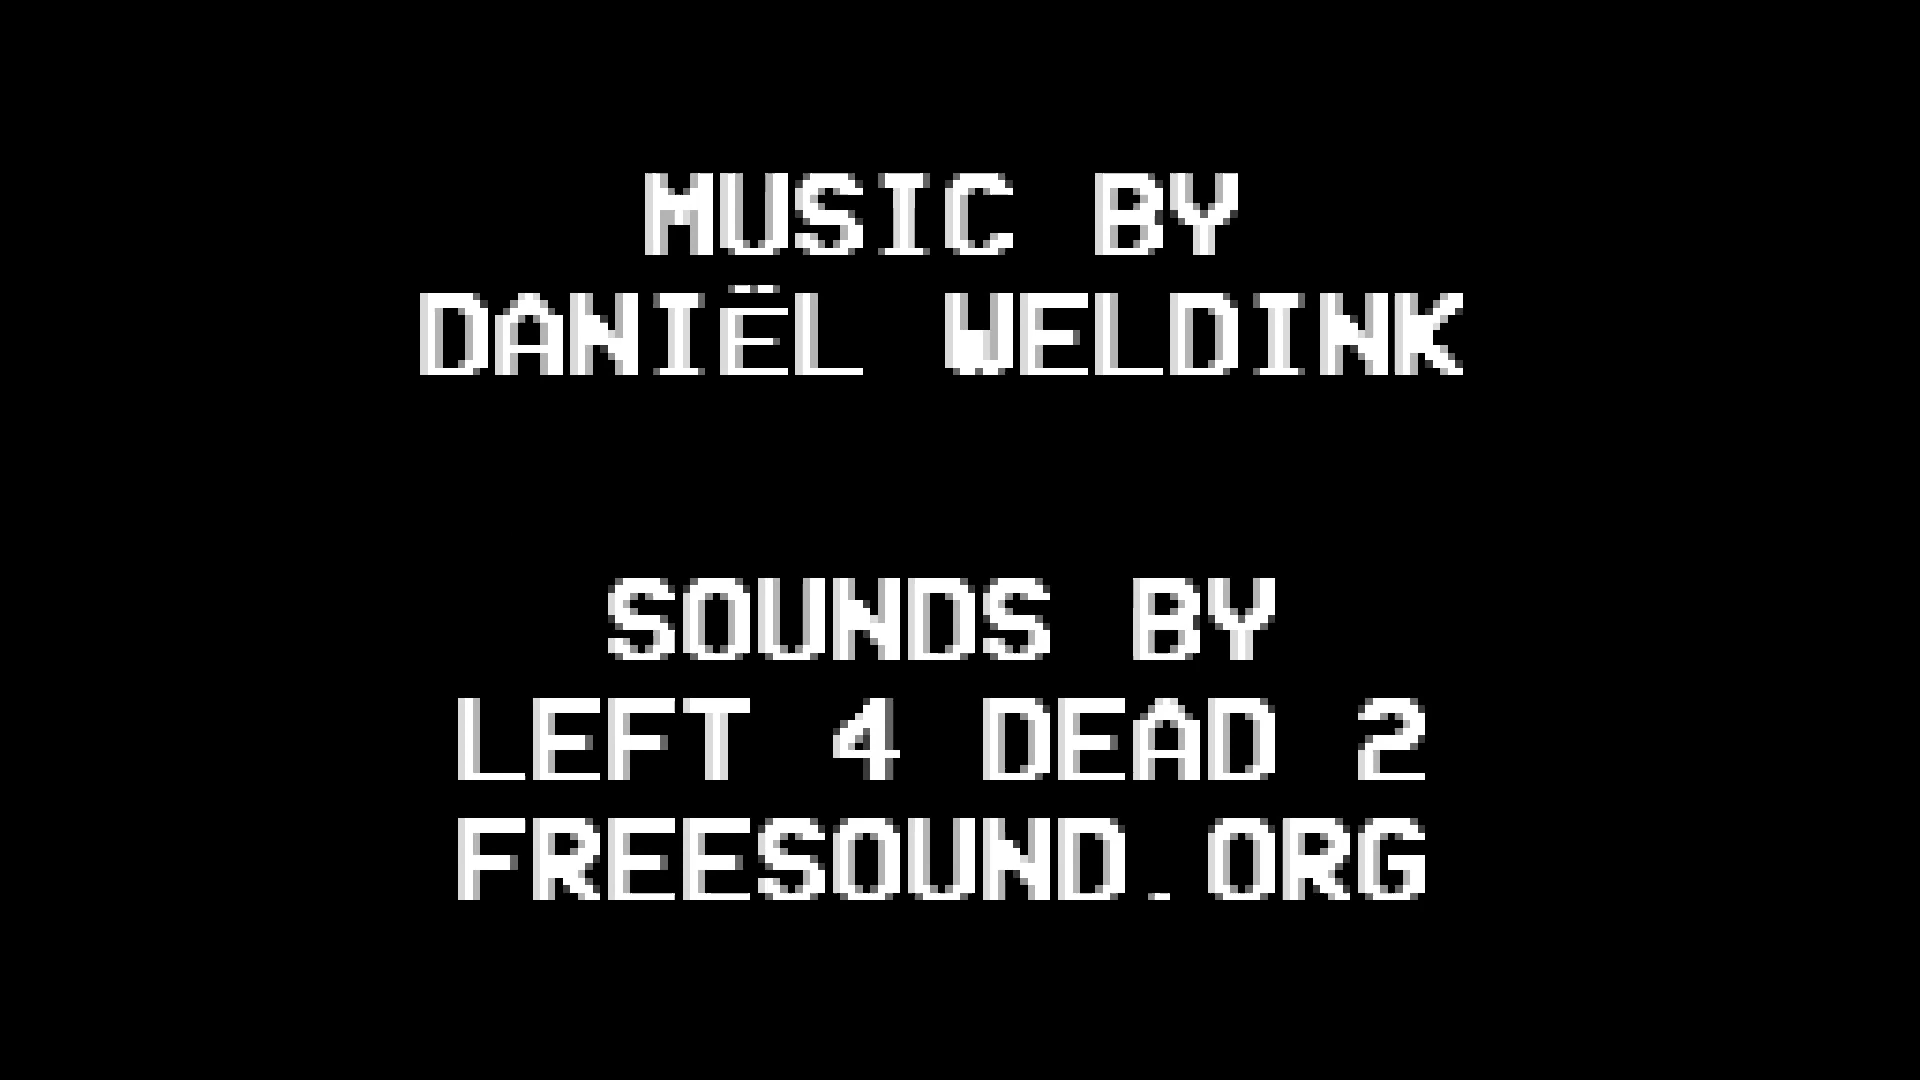 MUSIC BY
DANIËL WELDINK
SOUNDS BY
LEFT 4 DEAD 2
FREESOUND.ORG